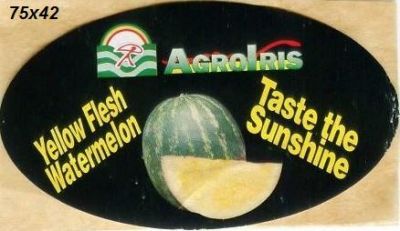 75x42
AGROIRIS
Yellow Flesh
Watermelon
Taste the
Sunshine